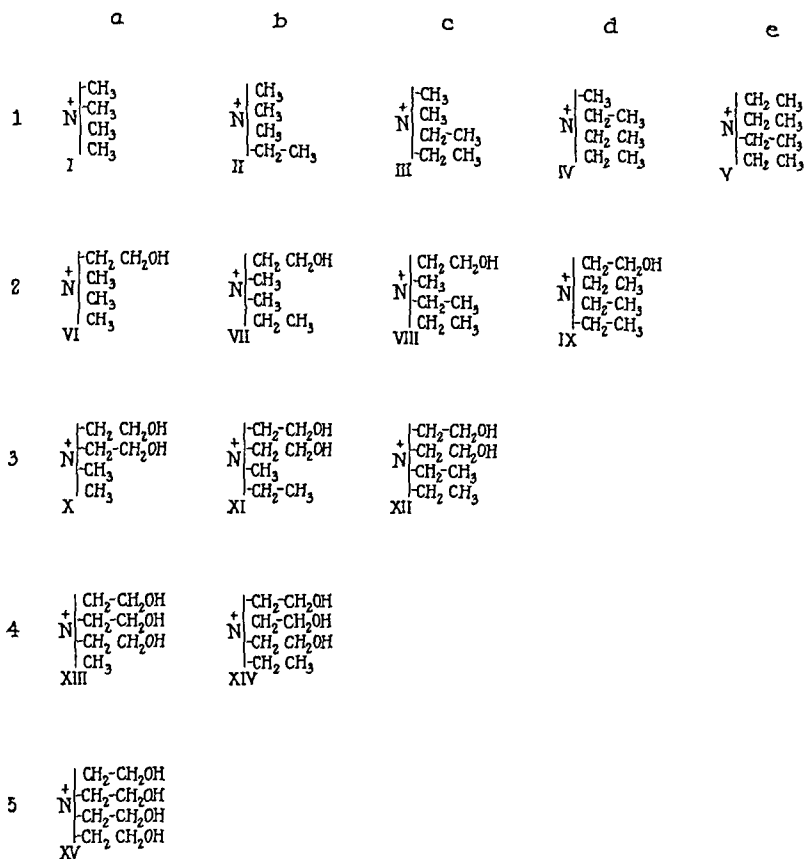 a b c d e
1
+
N
CH₃
CH₃
CH₃
CH₃
I
+
N
CH₃
CH₃
CH₃
CH₂-CH₃
II
+
N
CH₃
CH₃
CH₂-CH₃
CH₂ CH₃
III
+
N
CH₃
CH₂-CH₃
CH₂ CH₃
CH₂ CH₃
IV
+
N
CH₂ CH₃
CH₂ CH₃
CH₂-CH₃
CH₂ CH₃
V
2
+
N
CH₂ CH₂OH
CH₃
CH₃
CH₃
VI
+
N
CH₂ CH₂OH
CH₃
CH₃
CH₂ CH₃
VII
+
N
CH₂ CH₂OH
CH₃
CH₂-CH₃
CH₂ CH₃
VIII
+
N
CH₂-CH₂OH
CH₂ CH₃
CH₂-CH₃
CH₂-CH₃
IX
3
+
N
CH₂ CH₂OH
CH₂-CH₂OH
CH₃
CH₃
X
+
N
CH₂-CH₂OH
CH₂ CH₂OH
CH₃
CH₂-CH₃
XI
+
N
CH₂-CH₂OH
CH₂ CH₂OH
CH₂-CH₃
CH₂ CH₃
XII
4
+
N
CH₂-CH₂OH
CH₂-CH₂OH
CH₂ CH₂OH
CH₃
XIII
+
N
CH₂-CH₂OH
CH₂-CH₂OH
CH₂ CH₂OH
CH₂ CH₃
XIV
5
+
N
CH₂-CH₂OH
CH₂-CH₂OH
CH₂-CH₂OH
CH₂ CH₂OH
XV